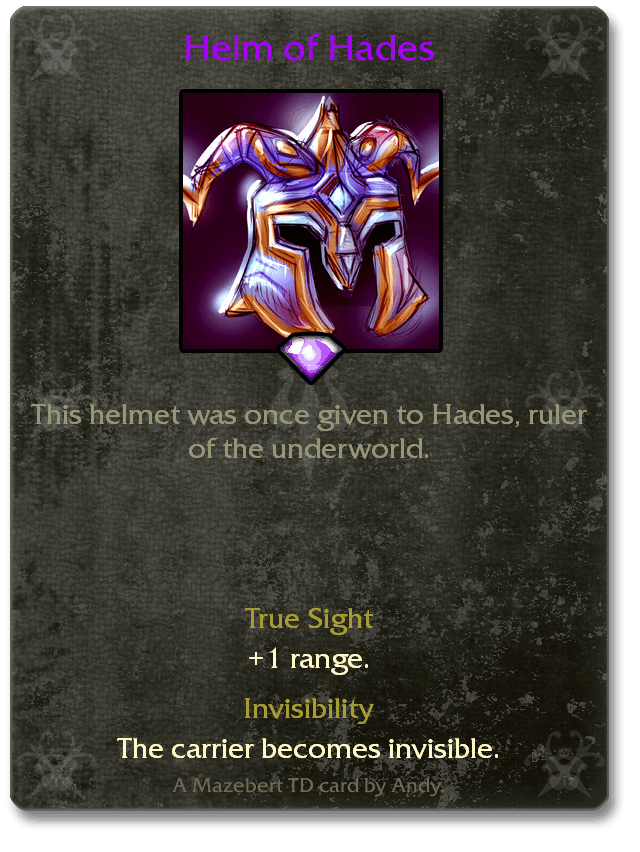 Helm of Hades
This helmet was once given to Hades, ruler
of the underworld.
True Sight
+1 range.
Invisibility
The carrier becomes invisible.
A Mazebert TD card by Andy.